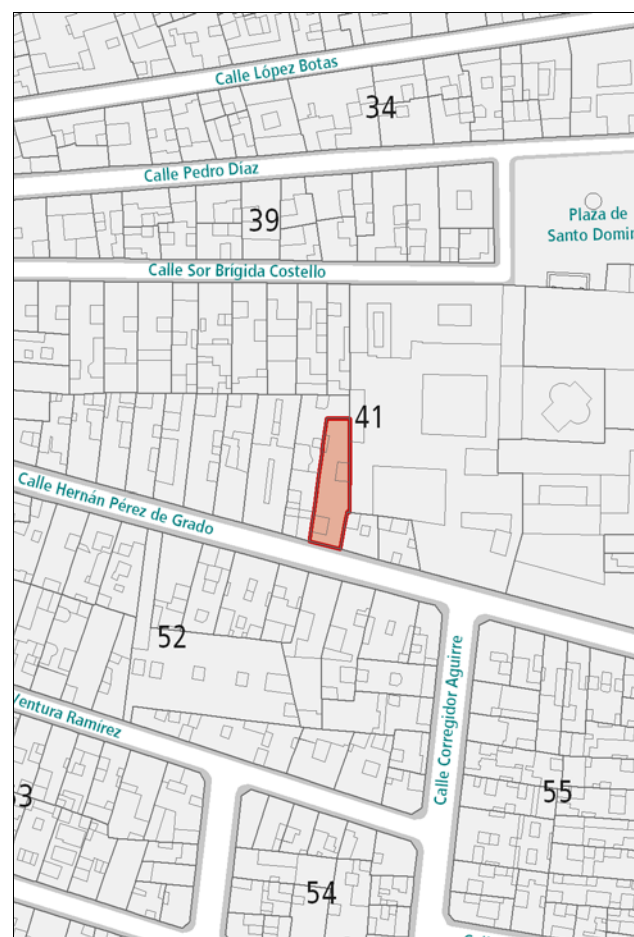 Calle López Botas
34
Calle Pedro Díaz
39
Plaza de
Santo Domin
Calle Sor Brígida Costello
41
Calle Hernán Pérez de Grado
52
Calle Corregidor Aguirre
Ventura Ramírez
53
55
54